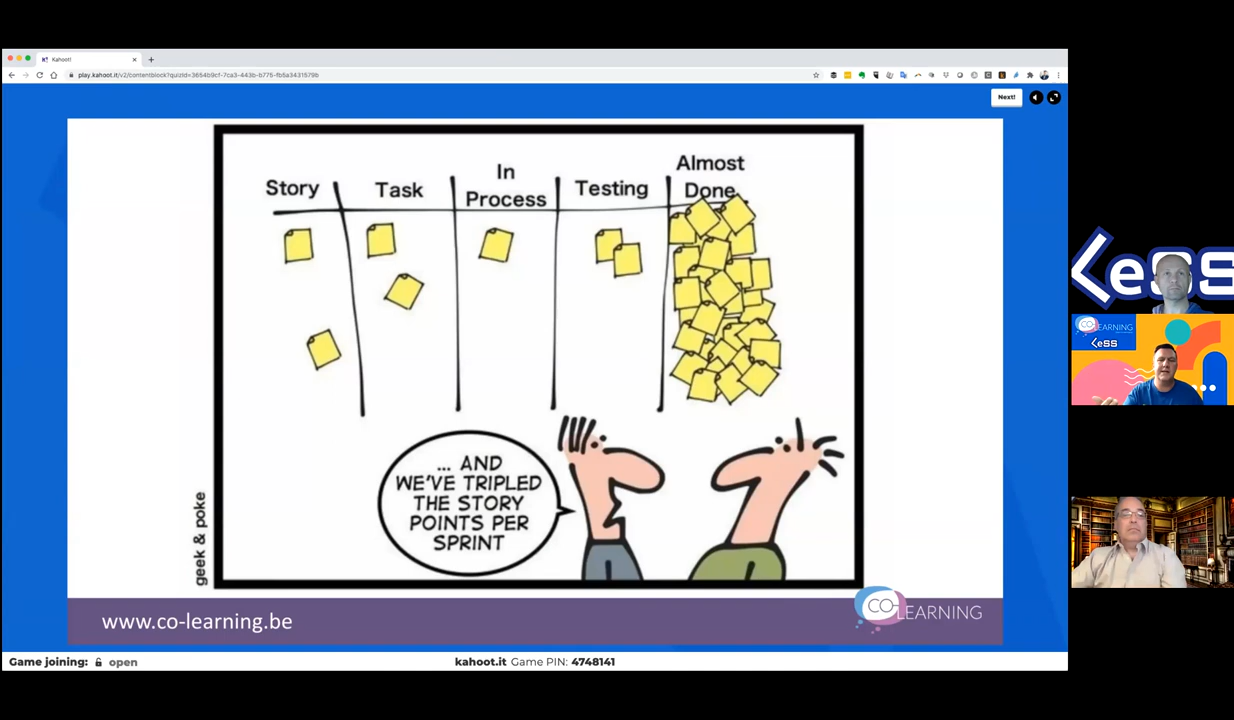 Kahoot!
play.kahoot.it/v2/contentblock?quizId=3654b9cf-7ca3-443b-b775-fb5a3431579b
Next!
Story
Task
In
Process
Testing
Almost
Done
... AND
WE'VE TRIPLED
THE STORY
POINTS PER
SPRINT
geek & poke
www.co-learning.be
CO-LEARNING
Game joining: open
kahoot.it Game PIN: 4748141
LeSS
CO-LEARNING
LeSS